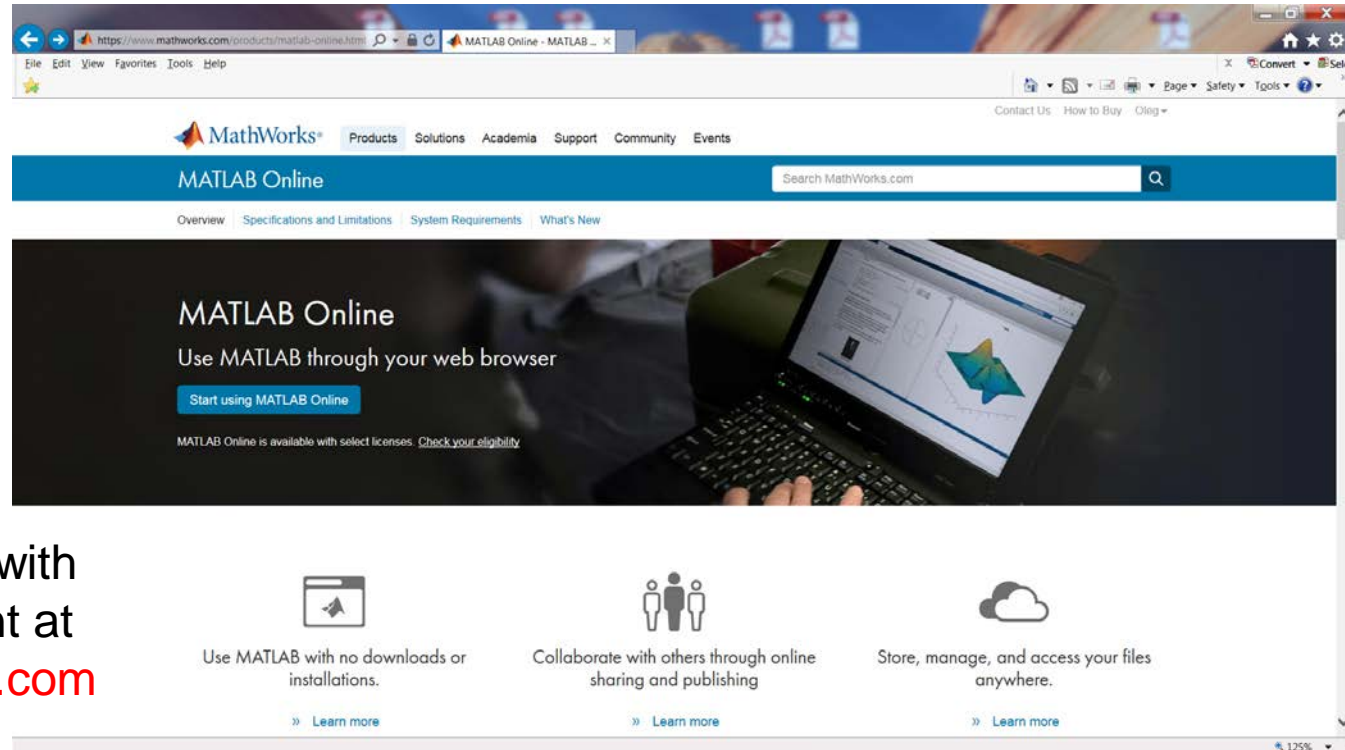 https://www.mathworks.com/products/matlab-online.html
MATLAB Online - MATLAB ...
File Edit View Favorites Tools Help
Convert
Sel
Page Safety Tools
Contact Us How to Buy Oleg
MathWorks®
Products Solutions Academia Support Community Events
MATLAB Online
Search MathWorks.com
Overview Specifications and Limitations System Requirements What's New
MATLAB Online
Use MATLAB through your web browser
Start using MATLAB Online
MATLAB Online is available with select licenses. Check your eligibility
with
nt at
.com
Use MATLAB with no downloads or
installations.
» Learn more
Collaborate with others through online
sharing and publishing
» Learn more
Store, manage, and access your files
anywhere.
» Learn more
125%